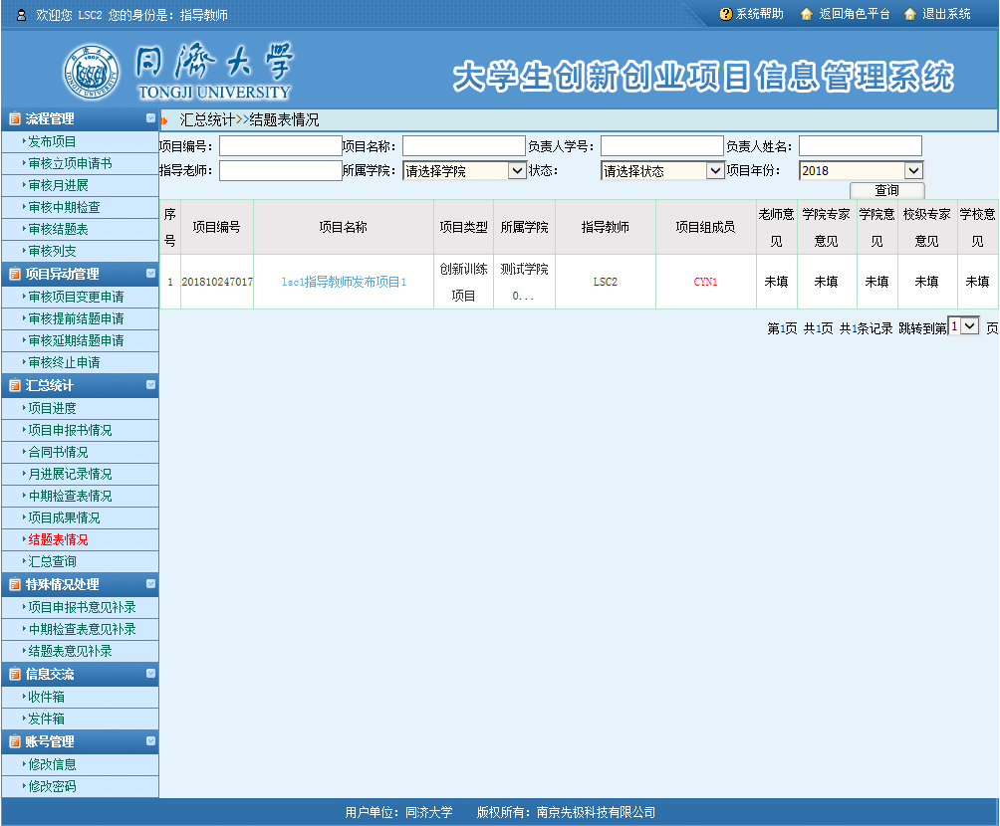 欢迎您 LSC2 您的身份是：指导教师
系统帮助 返回角色平台 退出系统
同濟大学
TONGJI UNIVERSITY
大学生创新创业项目信息管理系统
流程管理
发布项目
审核立项申请书
审核月进展
审核中期检查
审核结题表
审核列支
项目异动管理
审核项目变更申请
审核提前结题申请
审核延期结题申请
审核终止申请
汇总统计
项目进度
项目申报书情况
合同书情况
月进展记录情况
中期检查表情况
项目成果情况
结题表情况
汇总查询
特殊情况处理
项目申报书意见补录
中期检查表意见补录
结题表意见补录
信息交流
收件箱
发件箱
账号管理
修改信息
修改密码
汇总统计>>结题表情况
项目编号： 项目名称： 负责人学号： 负责人姓名：
指导老师： 所属学院： 请选择学院 状态： 请选择状态 项目年份： 2018
查询
序号 项目编号 项目名称 项目类型 所属学院 指导教师 项目组成员 老师意见 学院专家意见 学院意见 校级专家意见 学校意见
1 201810247017 lsc1指导教师发布项目1 创新训练项目 测试学院0... LSC2 CYN1 未填 未填 未填 未填 未填
第1页 共1页 共1条记录 跳转到第 1 页
用户单位：同济大学 版权所有：南京先极科技有限公司